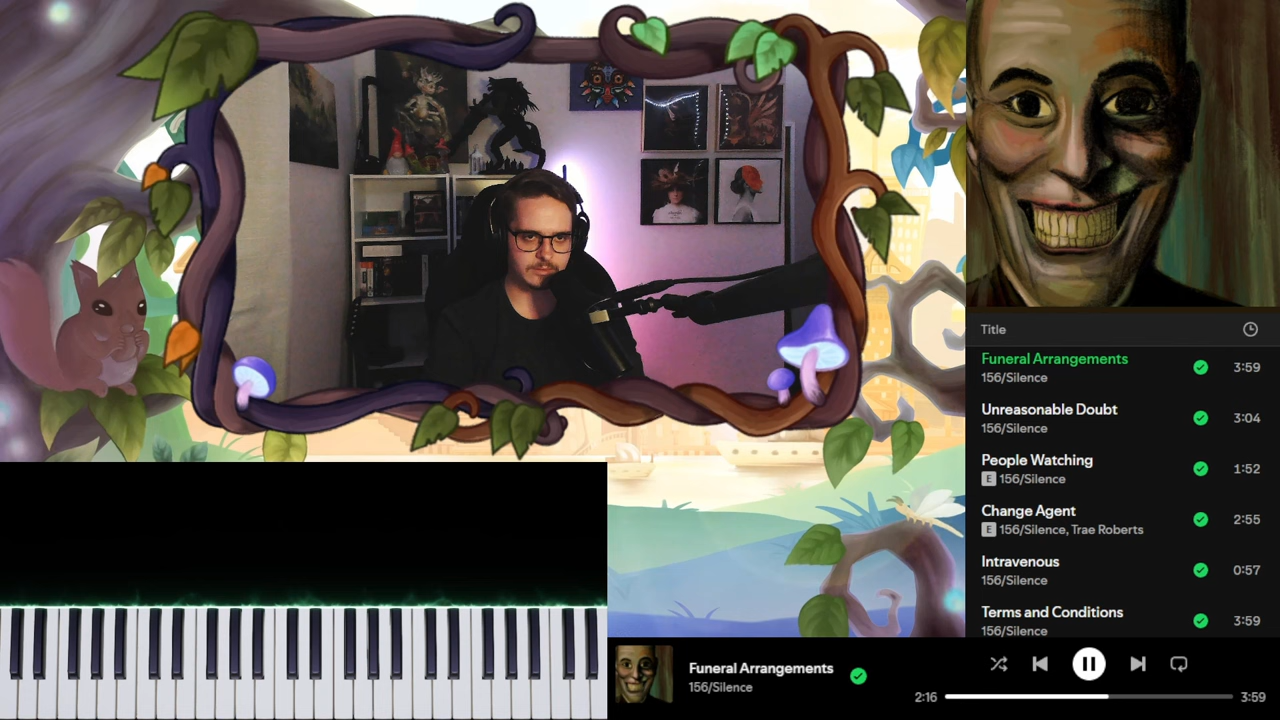 Title
Funeral Arrangements
156/Silence
3:59
Unreasonable Doubt
156/Silence
3:04
People Watching
E 156/Silence
1:52
Change Agent
E 156/Silence, Trae Roberts
2:55
Intravenous
156/Silence
0:57
Terms and Conditions
156/Silence
3:59
Funeral Arrangements
156/Silence
2:16
3:59